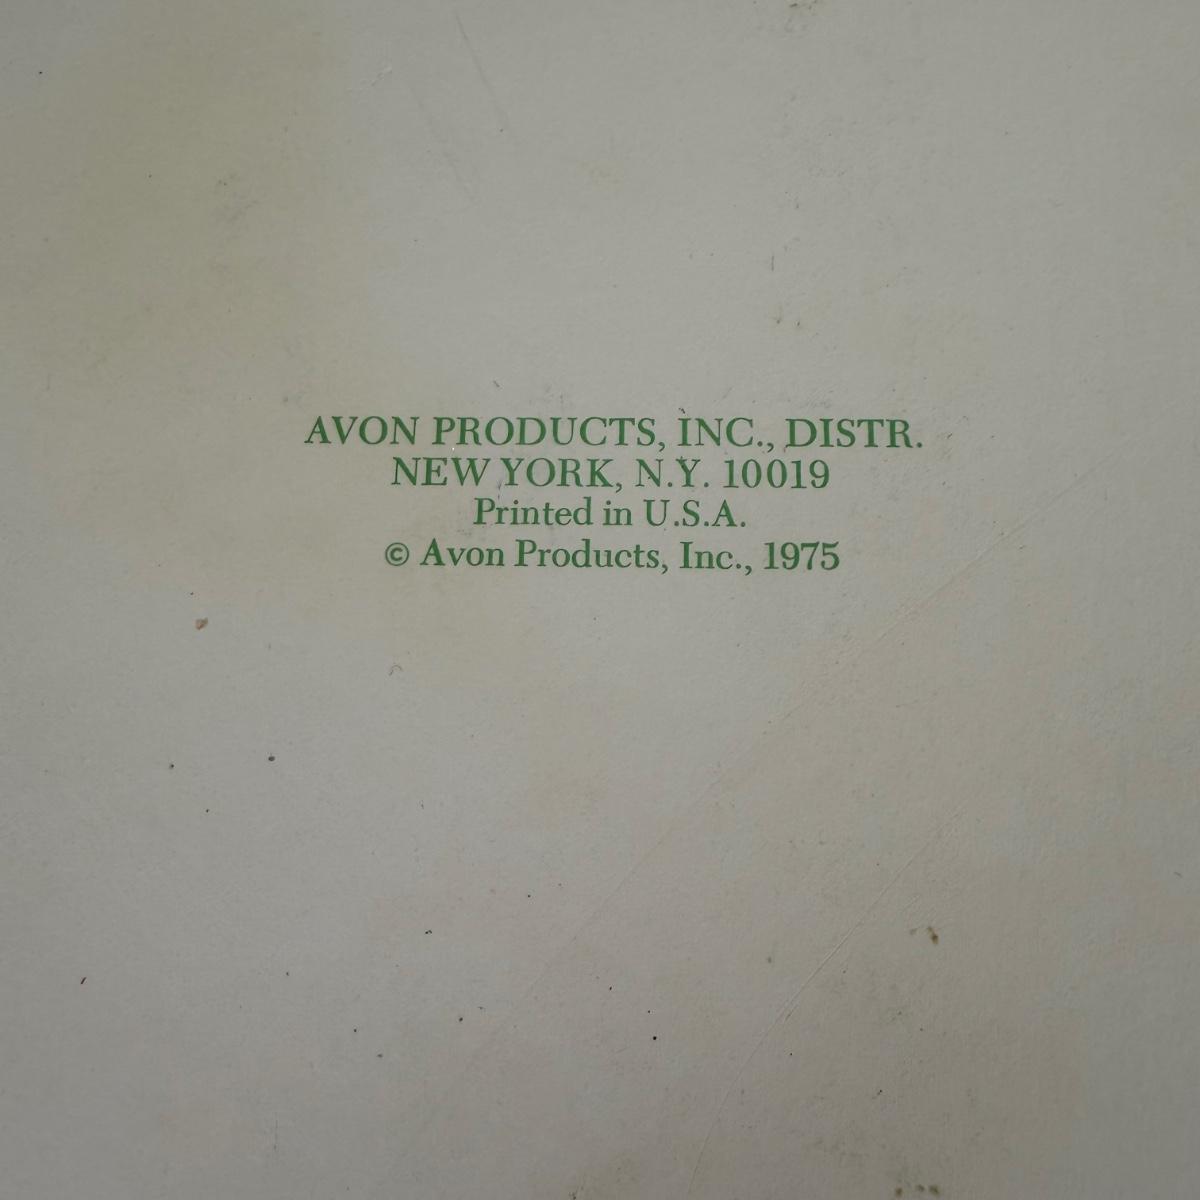 AVON PRODUCTS, INC., DISTR.
NEW YORK, N.Y. 10019
Printed in U.S.A.
© Avon Products, Inc., 1975